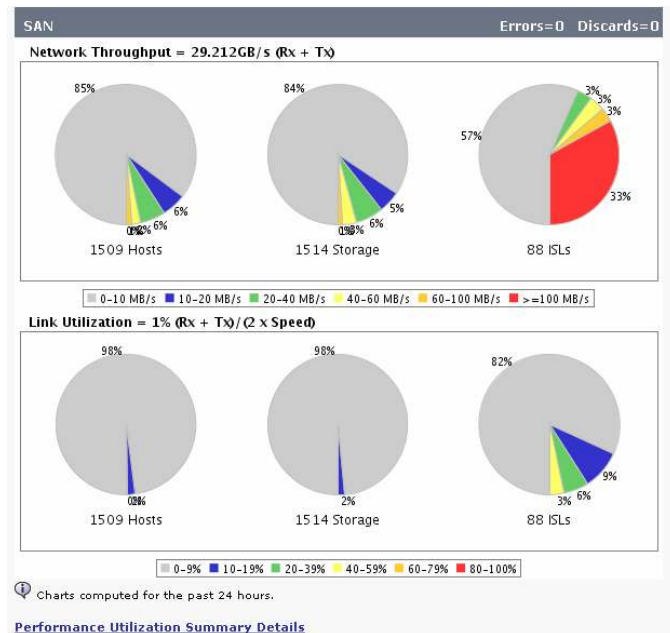 SAN Errors=0 Discards=0
Network Throughput = 29.212GB/s (Rx + Tx)
85%
6%
6%
1509 Hosts
84%
5%
6%
1514 Storage
57%
3%
3%
3%
33%
88 ISLs
0-10 MB/s 10-20 MB/s 20-40 MB/s 40-60 MB/s 60-100 MB/s >=100 MB/s
Link Utilization = 1% (Rx + Tx)/(2 x Speed)
98%
1509 Hosts
98%
2%
1514 Storage
82%
9%
6%
3%
88 ISLs
0-9% 10-19% 20-39% 40-59% 60-79% 80-100%
Charts computed for the past 24 hours.
Performance Utilization Summary Details